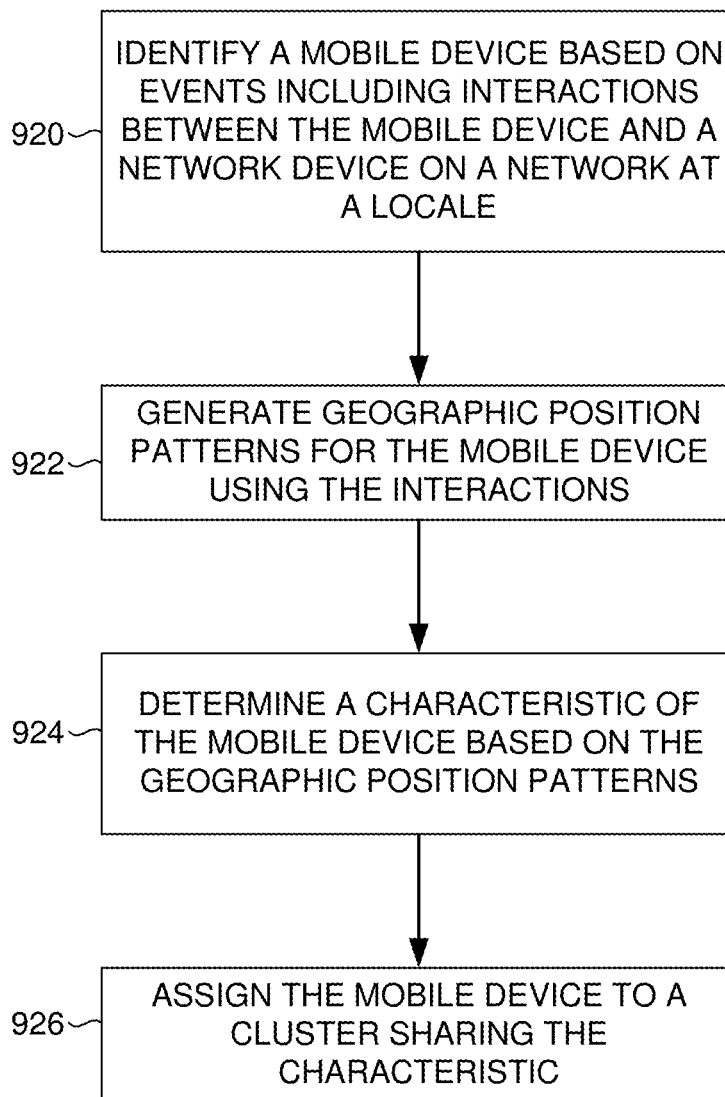 IDENTIFY A MOBILE DEVICE BASED ON
EVENTS INCLUDING INTERACTIONS
920
BETWEEN THE MOBILE DEVICE AND A
NETWORK DEVICE ON A NETWORK AT
A LOCALE
GENERATE GEOGRAPHIC POSITION
922
PATTERNS FOR THE MOBILE DEVICE
USING THE INTERACTIONS
DETERMINE A CHARACTERISTIC OF
924
THE MOBILE DEVICE BASED ON THE
GEOGRAPHIC POSITION PATTERNS
ASSIGN THE MOBILE DEVICE TO A
926
CLUSTER SHARING THE
CHARACTERISTIC